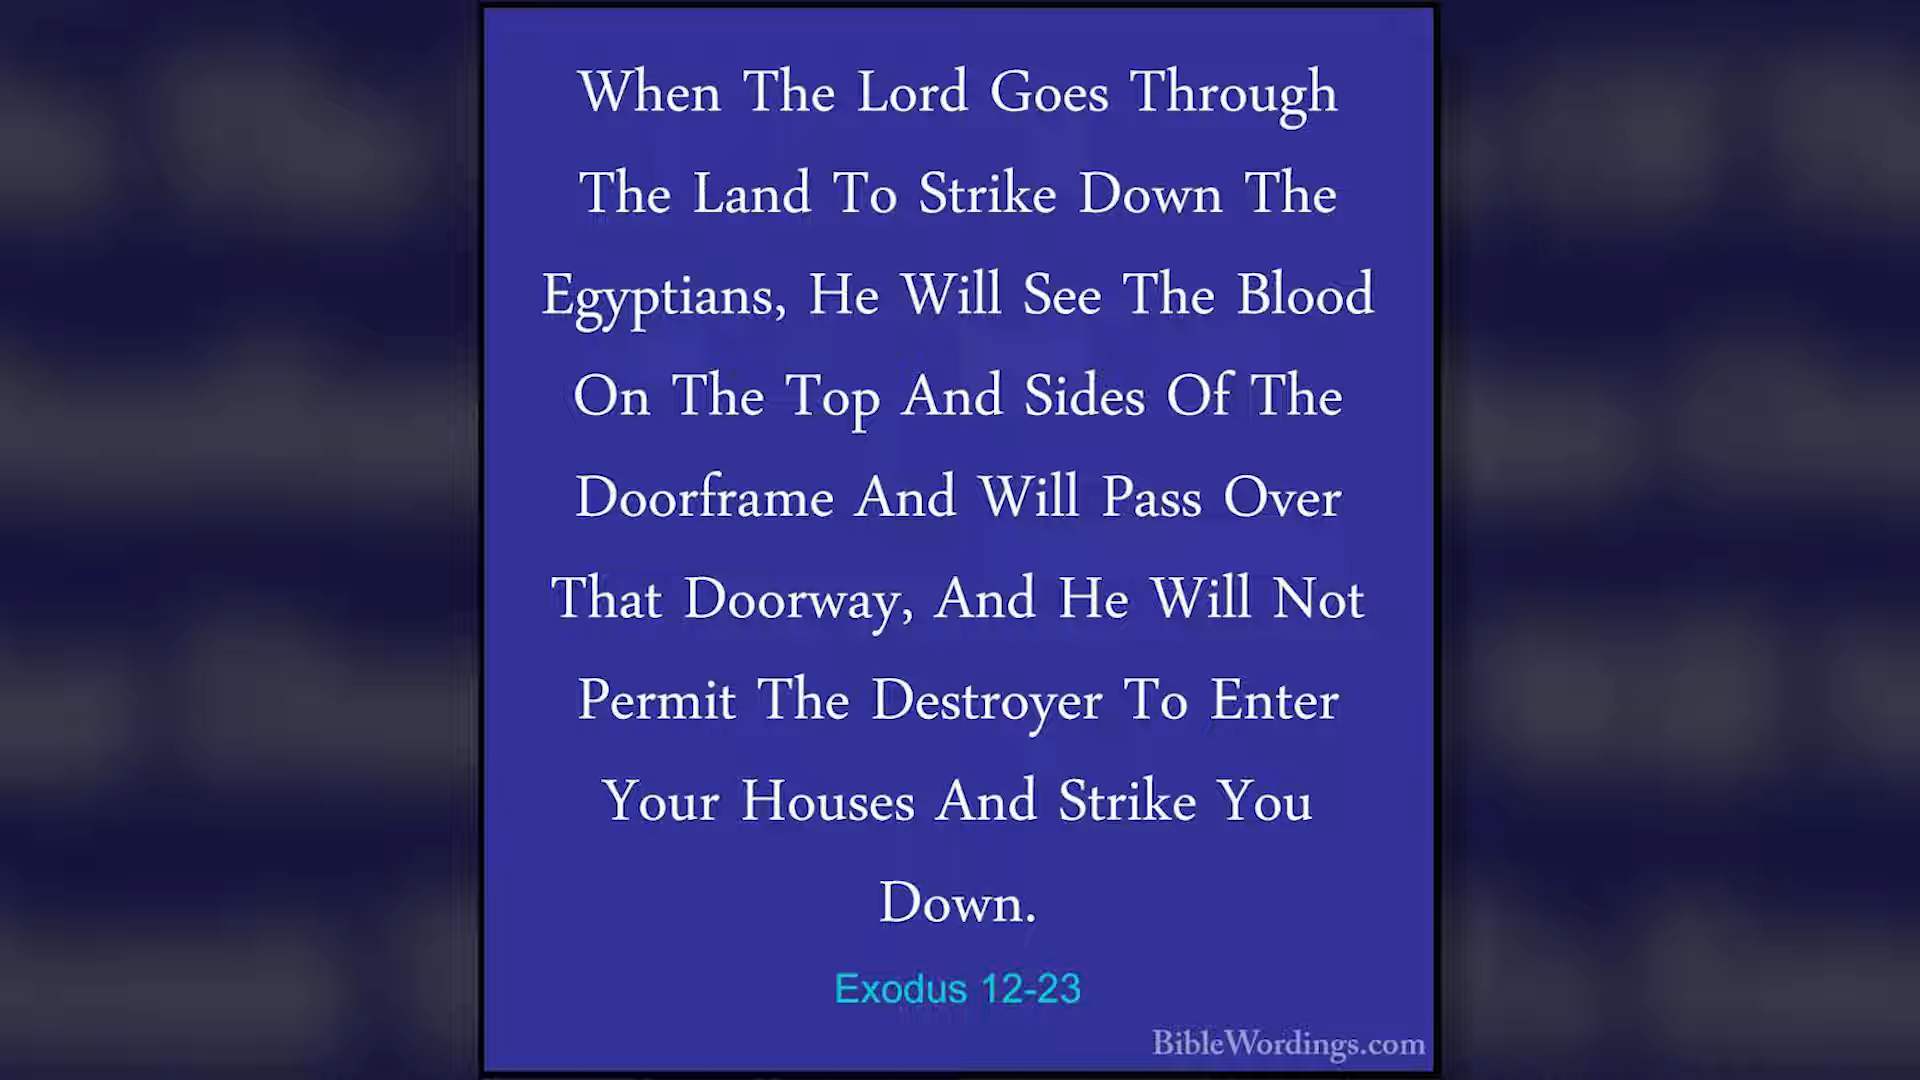 When The Lord Goes Through
The Land To Strike Down The
Egyptians, He Will See The Blood
On The Top And Sides Of The
Doorframe And Will Pass Over
That Doorway, And He Will Not
Permit The Destroyer To Enter
Your Houses And Strike You
Down.
Exodus 12-23
BibleWordings.com